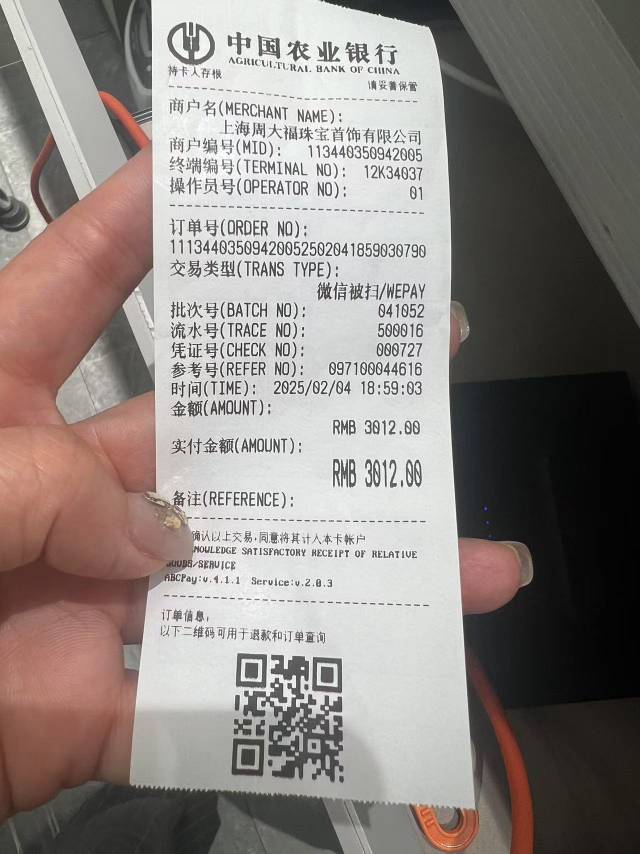 中国农业银行
AGRICULTURAL BANK OF CHINA
持卡人存根 请妥善保管
商户名(MERCHANT NAME):
上海周大福珠宝首饰有限公司
商户编号(MID): 113440350942005
终端编号(TERMINAL NO): 12K34037
操作员号(OPERATOR NO): 01
订单号(ORDER NO):
11134403509420052502041859030790
交易类型(TRANS TYPE):
微信被扫/WEPAY
批次号(BATCH NO): 041052
流水号(TRACE NO): 500016
凭证号(CHECK NO): 000727
参考号(REFER NO): 097100044616
时间(TIME): 2025/02/04 18:59:03
金额(AMOUNT):
RMB 3012.00
实付金额(AMOUNT):
RMB 3012.00
备注(REFERENCE):
确认以上交易,同意将其计入本卡帐户
NOWLEDGE SATISFACTORY RECEIPT OF RELATIVE
GOODS/SERVICE
ABCPay:v.4.1.1 Service:v.2.0.3
订单信息:
以下二维码可用于退款和订单查询